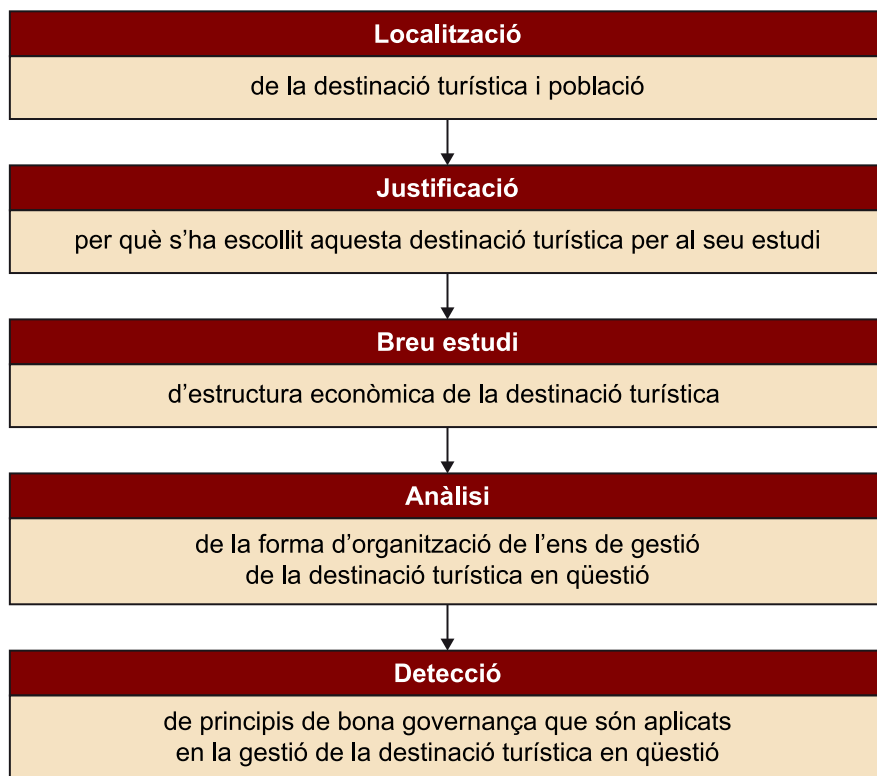 Localització
de la destinació turística i població
Justificació
per què s’ha escollit aquesta destinació turística per al seu estudi
Breu estudi
d’estructura econòmica de la destinació turística
Anàlisi
de la forma d’organització de l’ens de gestió
de la destinació turística en qüestió
Detecció
de principis de bona governança que són aplicats
en la gestió de la destinació turística en qüestió